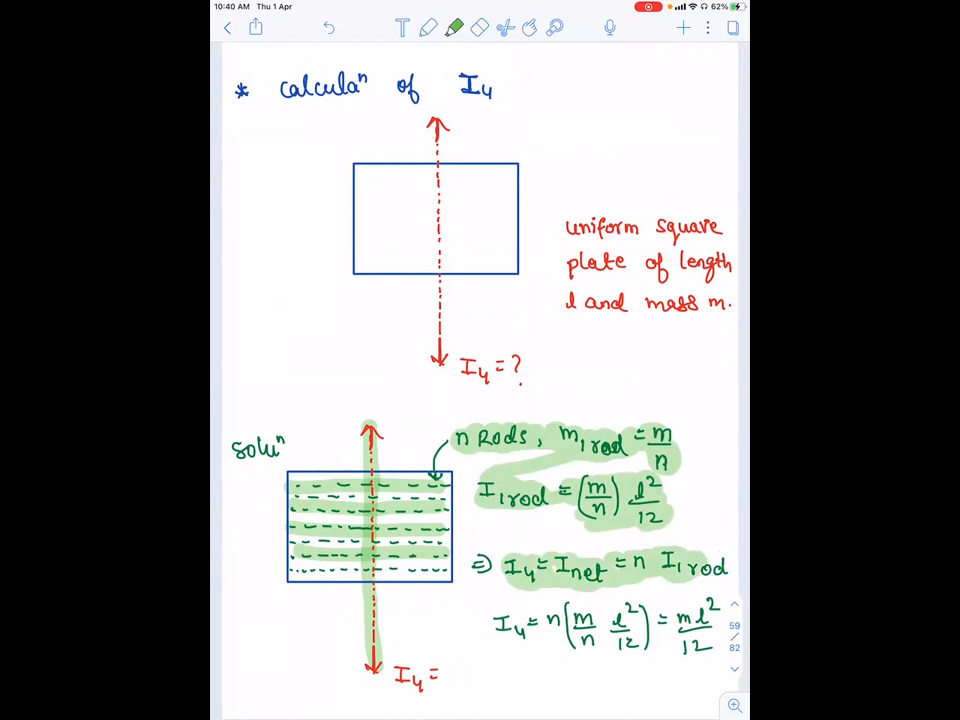 10:40 AM Thu 1 Apr
62%
* calculaⁿ of I₄
uniform square
plate of length
l and mass m.
I₄ = ?
soluⁿ
n Rods, m₁ rod = m/n
I₁ rod = (m/n) l²/12
⇒ I₄ = Inet = n I₁ rod
I₄ = n(m/n l²/12) = ml²/12
I₄ =
59
/
82